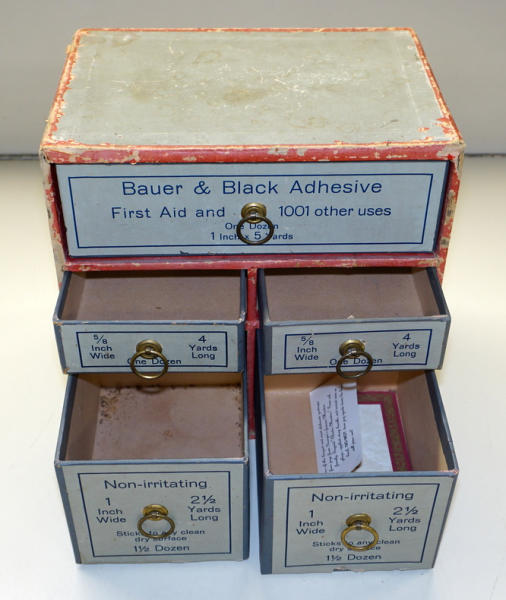 Bauer & Black Adhesive
First Aid and 1001 other uses
One Dozen
1 Inch x 5 Yards
5/8 Inch Wide
4 Yards Long
One Dozen
5/8 Inch Wide
4 Yards Long
One Dozen
Non-irritating
1 Inch Wide
2½ Yards Long
Sticks to any clean
dry surface
1½ Dozen
Non-irritating
1 Inch Wide
2½ Yards Long
Sticks to any clean
dry surface
1½ Dozen